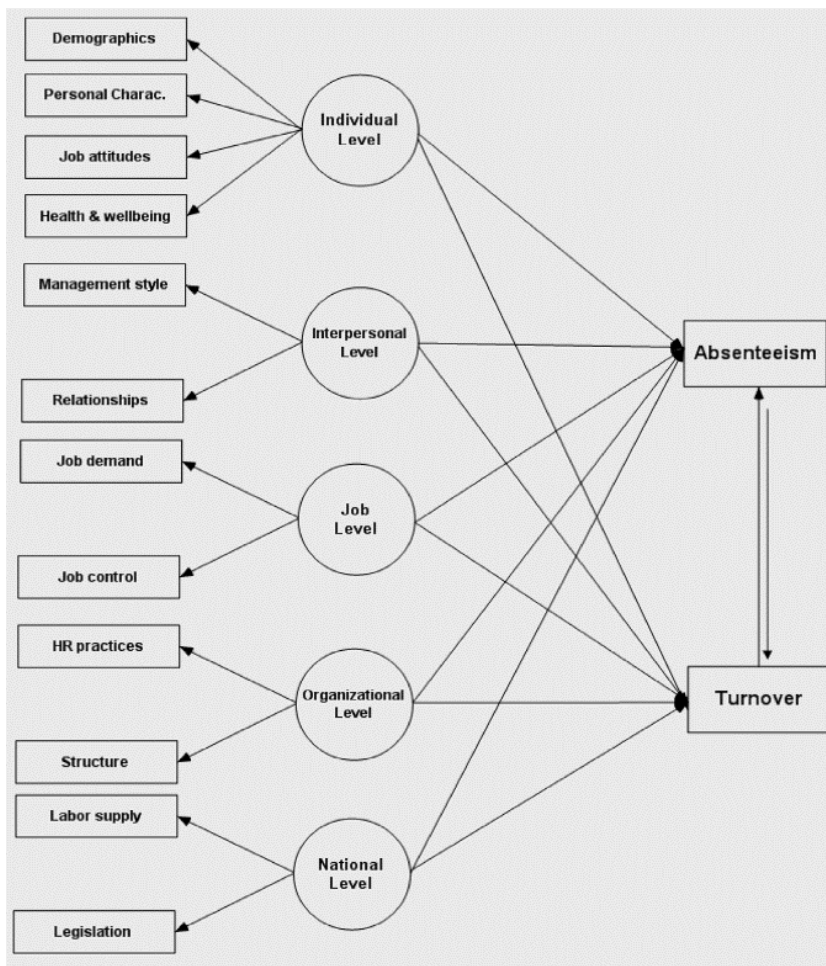 Demographics
Personal Charac.
Job attitudes
Health & wellbeing
Individual
Level
Management style
Relationships
Interpersonal
Level
Job demand
Job control
Job
Level
HR practices
Structure
Organizational
Level
Labor supply
Legislation
National
Level
Absenteeism
Turnover